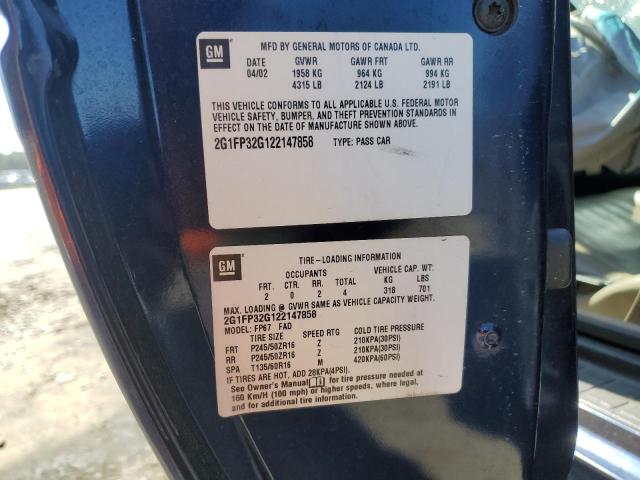 GM
MFD BY GENERAL MOTORS OF CANADA LTD.
DATE GVWR GAWR FRT GAWR RR
04/02 1958 KG 964 KG 994 KG
4315 LB 2124 LB 2191 LB
THIS VEHICLE CONFORMS TO ALL APPLICABLE U.S. FEDERAL MOTOR
VEHICLE SAFETY, BUMPER, AND THEFT PREVENTION STANDARDS IN
EFFECT ON THE DATE OF MANUFACTURE SHOWN ABOVE.
2G1FP32G122147858 TYPE: PASS CAR
GM
TIRE-LOADING INFORMATION
OCCUPANTS VEHICLE CAP. WT:
FRT. CTR. RR. TOTAL KG LBS
2 0 2 4 318 701
MAX. LOADING @ GVWR SAME AS VEHICLE CAPACITY WEIGHT.
2G1FP32G122147858
MODEL: FP67 FAD
TIRE SIZE SPEED RTG COLD TIRE PRESSURE
FRT P245/50ZR16 Z 210KPA(30PSI)
RR P245/50ZR16 Z 210KPA(30PSI)
SPA T135/60R16 M 420KPA(60PSI)
IF TIRES ARE HOT, ADD 28KPA(4PSI).
See Owner's Manual for tire pressure needed at
160 Km/H (100 mph) or higher speeds, where legal,
and for additional tire information.